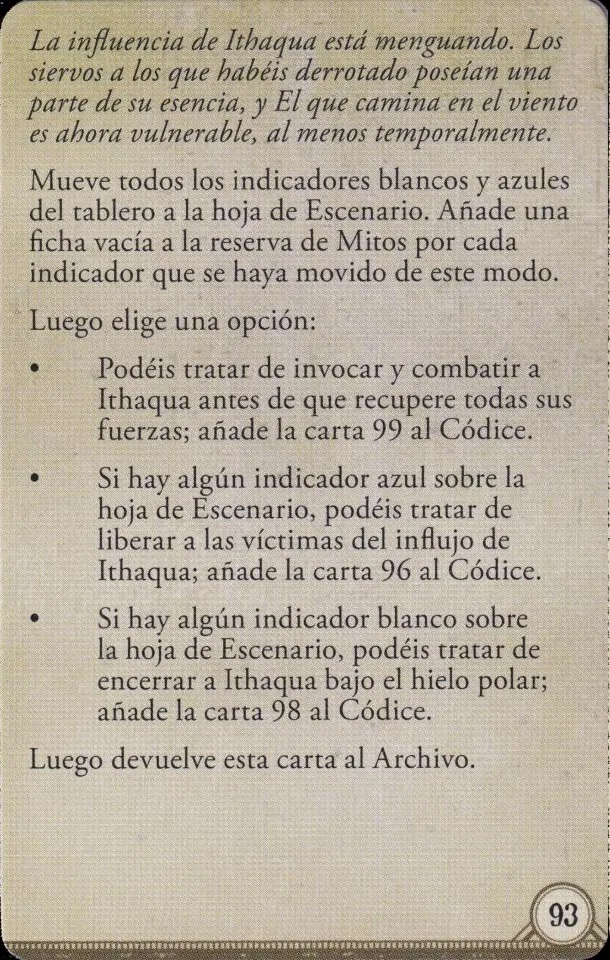 La influencia de Ithaqua está menguando. Los
siervos a los que habéis derrotado poseían una
parte de su esencia, y El que camina en el viento
es ahora vulnerable, al menos temporalmente.
Mueve todos los indicadores blancos y azules
del tablero a la hoja de Escenario. Añade una
ficha vacía a la reserva de Mitos por cada
indicador que se haya movido de este modo.
Luego elige una opción:
• Podéis tratar de invocar y combatir a
Ithaqua antes de que recupere todas sus
fuerzas; añade la carta 99 al Códice.
• Si hay algún indicador azul sobre la
hoja de Escenario, podéis tratar de
liberar a las víctimas del influjo de
Ithaqua; añade la carta 96 al Códice.
• Si hay algún indicador blanco sobre
la hoja de Escenario, podéis tratar de
encerrar a Ithaqua bajo el hielo polar;
añade la carta 98 al Códice.
Luego devuelve esta carta al Archivo.
93